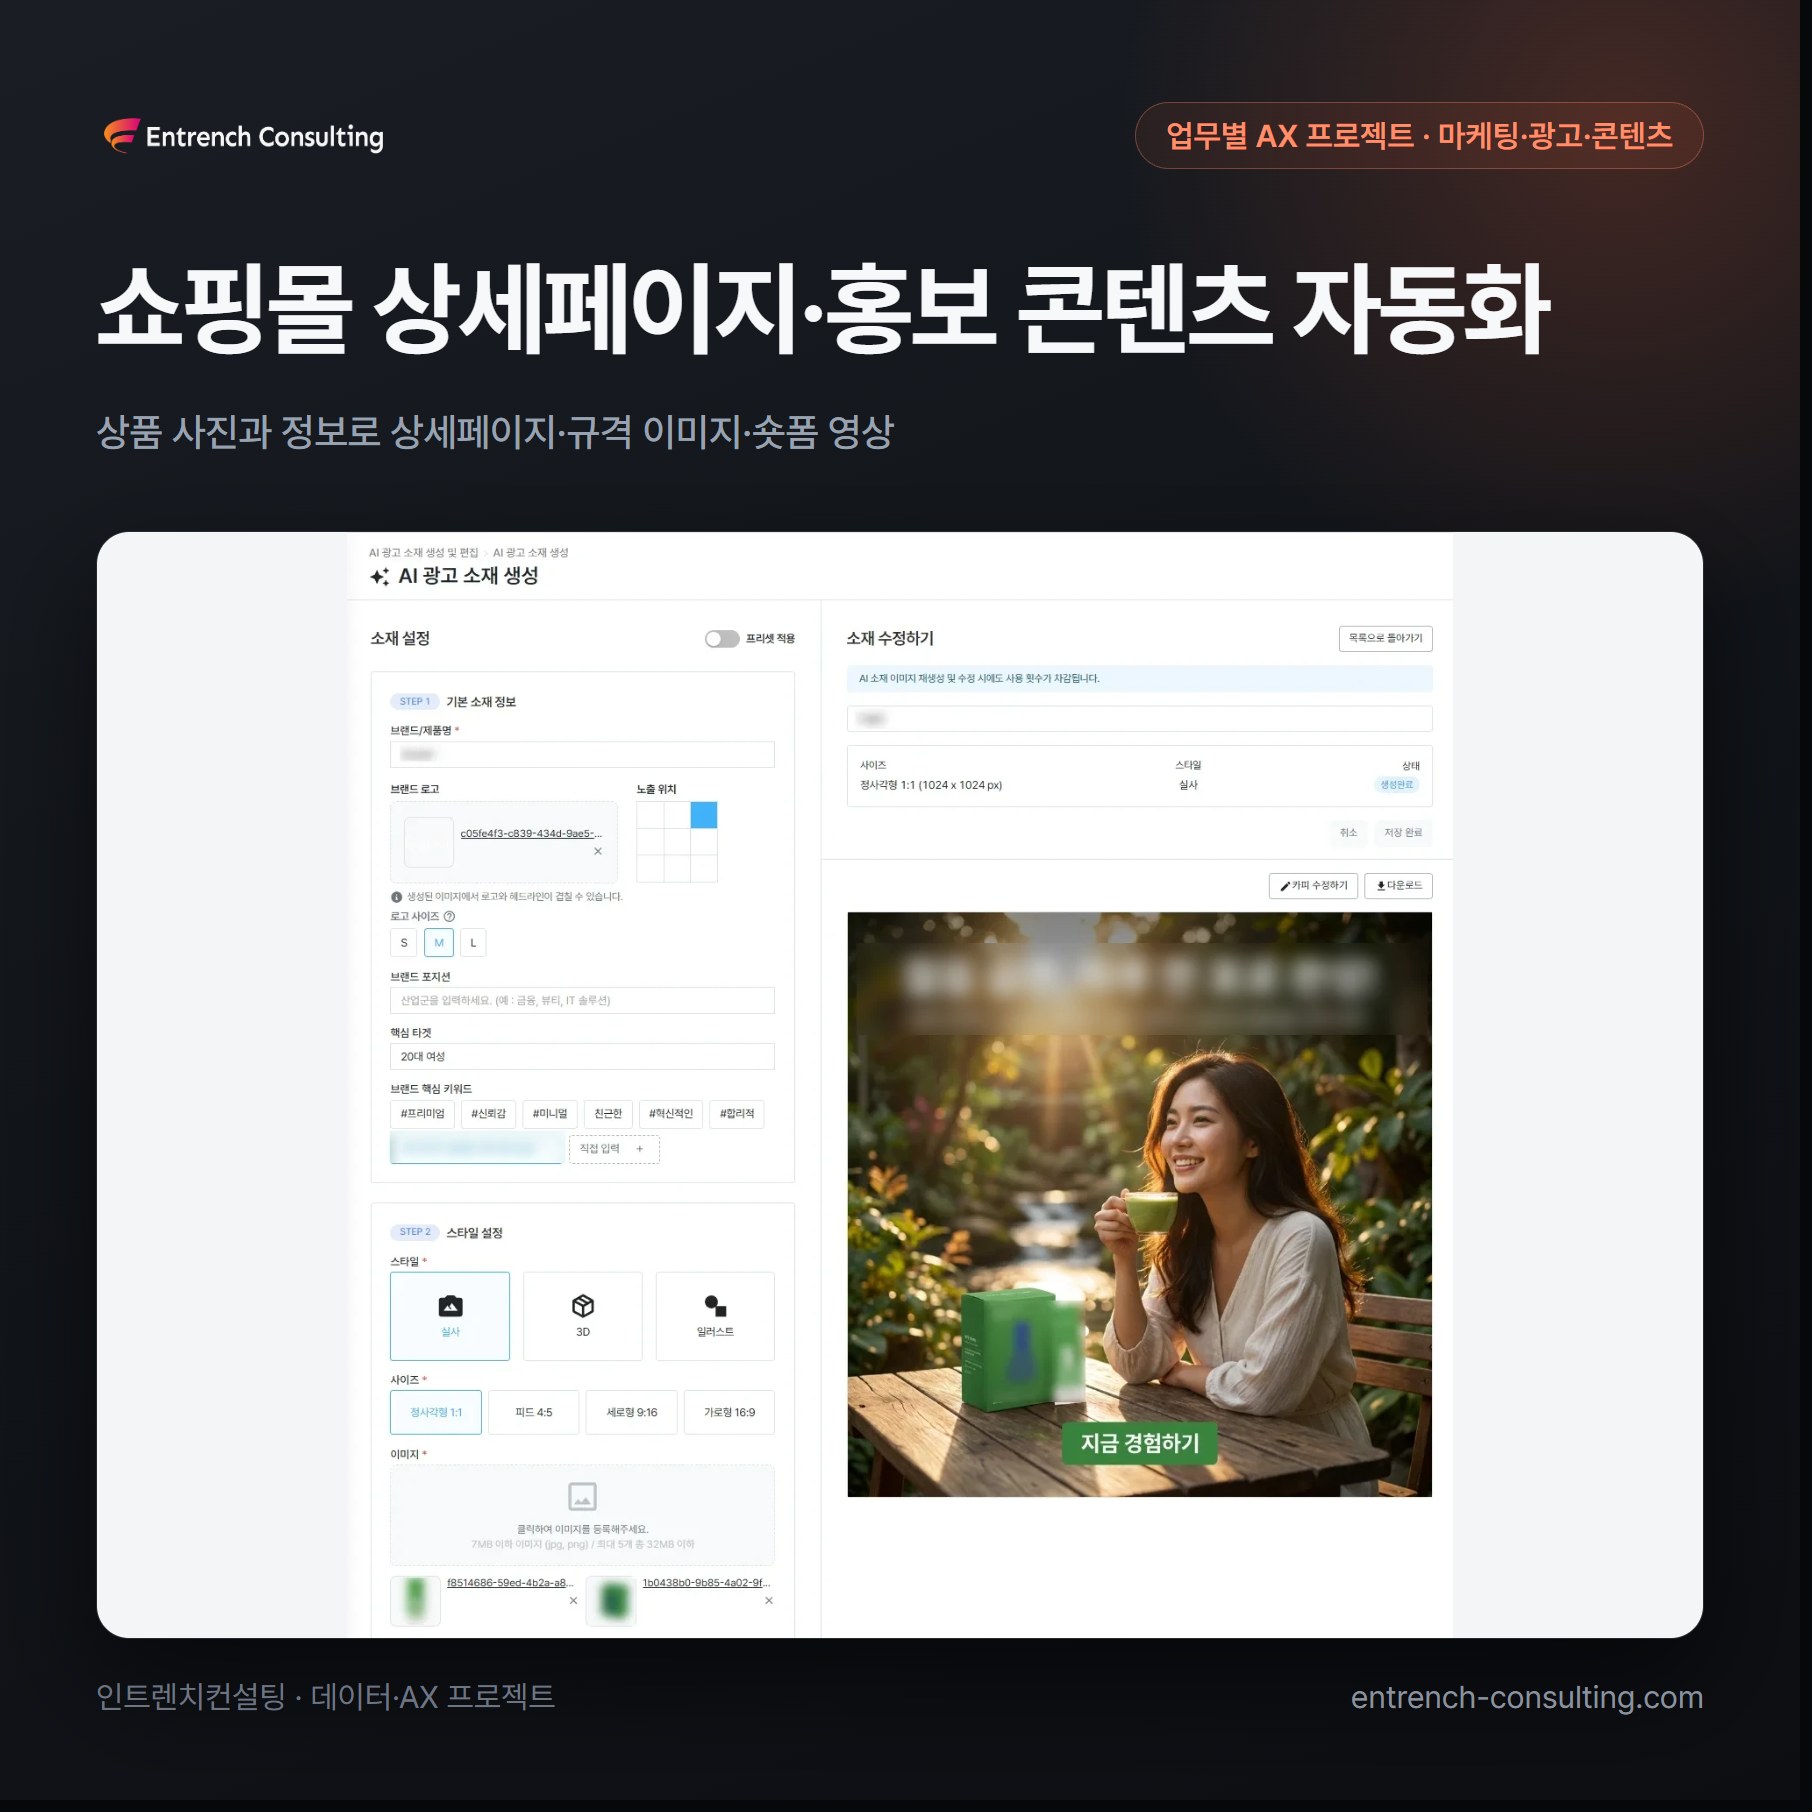 Entrench Consulting
업무별 AX 프로젝트 · 마케팅·광고·콘텐츠
쇼핑몰 상세페이지·홍보 콘텐츠 자동화
상품 사진과 정보로 상세페이지·규격 이미지·숏폼 영상
AI 광고 소재 생성 및 편집 › AI 광고 소재 생성
AI 광고 소재 생성
소재 설정
프리셋 적용
STEP 1 기본 소재 정보
브랜드/제품명 *
브랜드 로고
노출 위치
c05fe4f3-c839-434d-9ae5-...
생성된 이미지에서 로고와 헤드라인이 겹칠 수 있습니다.
로고 사이즈
S M L
브랜드 포지션
산업군을 입력하세요. (예 : 금융, 뷰티, IT 솔루션)
핵심 타겟
20대 여성
브랜드 핵심 키워드
#프리미엄 #신뢰감 #미니멀 친근한 #혁신적인 #합리적
직접 입력 +
STEP 2 스타일 설정
스타일 *
실사 3D 일러스트
사이즈 *
정사각형 1:1 피드 4:5 세로형 9:16 가로형 16:9
이미지 *
클릭하여 이미지를 등록해주세요.
7MB 이하 이미지 (jpg, png) / 최대 5개 총 32MB 이하
f8514686-59ed-4b2a-a8...
1b0438b0-9b85-4a02-9f...
소재 수정하기
목록으로 돌아가기
AI 소재 이미지 재생성 및 수정 시에도 사용 횟수가 차감됩니다.
사이즈 스타일 상태
정사각형 1:1 (1024 x 1024 px) 실사 생성완료
취소 저장 완료
카피 수정하기 다운로드
지금 경험하기
인트렌치컨설팅 · 데이터·AX 프로젝트
entrench-consulting.com